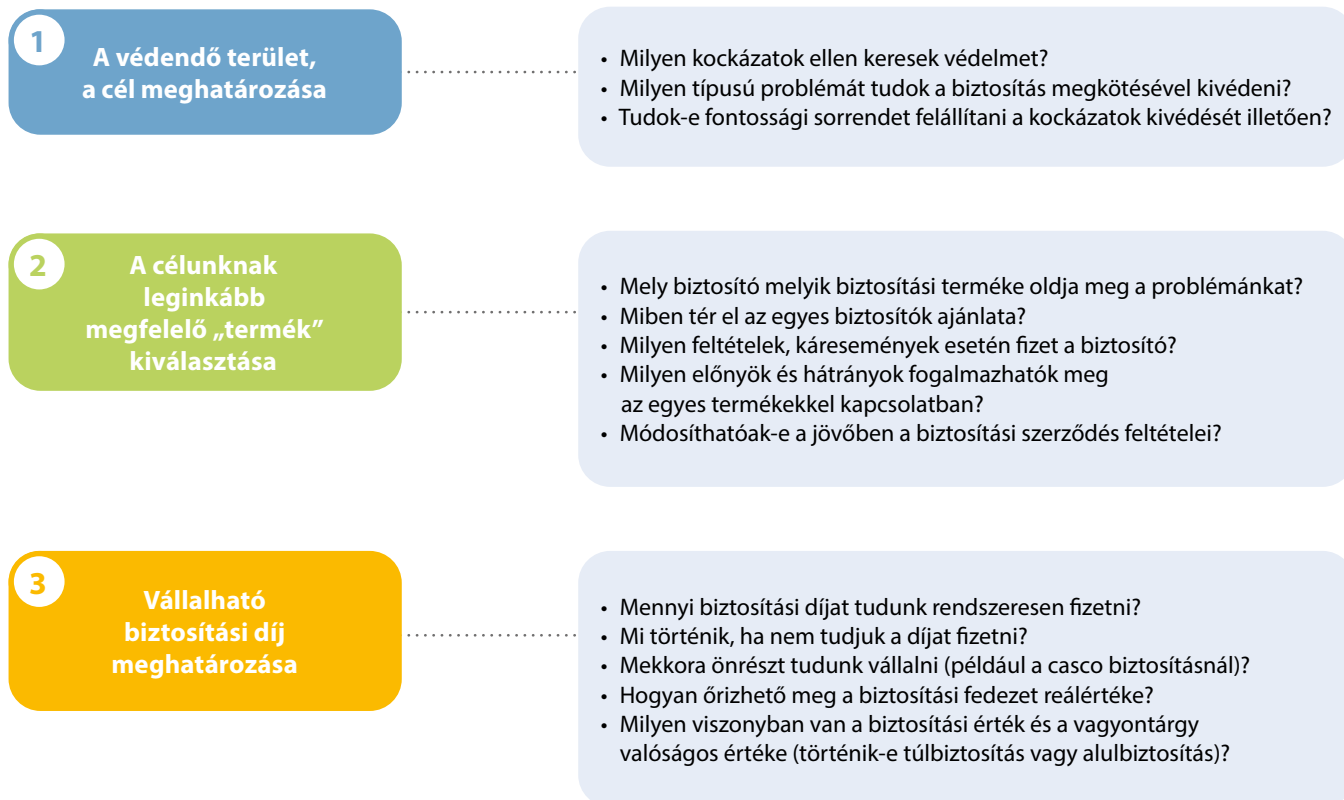 1
A védendő terület,
a cél meghatározása
• Milyen kockázatok ellen keresek védelmet?
• Milyen típusú problémát tudok a biztosítás megkötésével kivédeni?
• Tudok-e fontossági sorrendet felállítani a kockázatok kivédését illetően?
2
A célunknak
leginkább
megfelelő „termék”
kiválasztása
• Mely biztosító melyik biztosítási terméke oldja meg a problémánkat?
• Miben tér el az egyes biztosítók ajánlata?
• Milyen feltételek, káresemények esetén fizet a biztosító?
• Milyen előnyök és hátrányok fogalmazhatók meg
az egyes termékekkel kapcsolatban?
• Módosíthatóak-e a jövőben a biztosítási szerződés feltételei?
3
Vállalható
biztosítási díj
meghatározása
• Mennyi biztosítási díjat tudunk rendszeresen fizetni?
• Mi történik, ha nem tudjuk a díjat fizetni?
• Mekkora önrészt tudunk vállalni (például a casco biztosításnál)?
• Hogyan őrizhető meg a biztosítási fedezet reálértéke?
• Milyen viszonyban van a biztosítási érték és a vagyontárgy
valóságos értéke (történik-e túlbiztosítás vagy alulbiztosítás)?